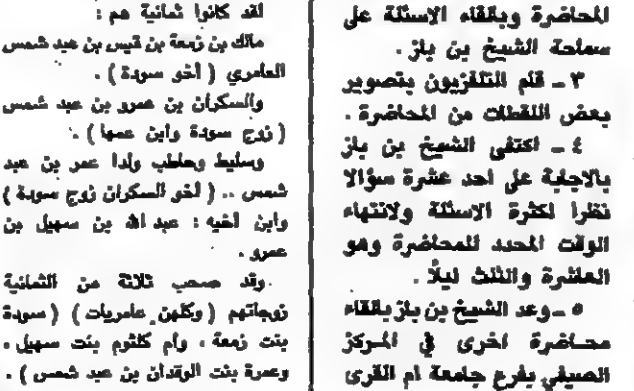 المحاضرة وبالقاء الاسئلة على
سماحة الشيخ بن باز .
٣ ـ قام التلفزيون بتصوير
بعض اللقطات من المحاضرة .
٤ ـ اكتفى الشيخ بن باز
بالاجابة على احد عشرة سؤالا
نظرا لكثرة الاسئلة ولانتهاء
الوقت المحدد للمحاضرة وهو
العاشرة والثلث ليلاً .
٥ ـ وعد الشيخ بن باز بالقاء
محاضرة اخرى في المركز
الصيفي بفرع جامعة ام القرى
لقد كانوا ثمانية هم :
مالك بن زمعة بن قيس بن عبد شمس
العامري ( أخو سودة ) .
والسكران بن عمرو بن عبد شمس
( زوج سودة وابن عمها ) .
وسليط وحاطب ولدا عمر بن عبد
شمس .. ( أخو السكران زوج سودة )
وابن اخيه : عبد الله بن سهيل بن
عمرو .
وقد صحب ثلاثة من الثمانية
زوجاتهم ( وكلهن عامريات ) ( سودة
بنت زمعة ، وأم كلثوم بنت سهيل ،
وعمرة بنت الوقدان بن عبد شمس ) .